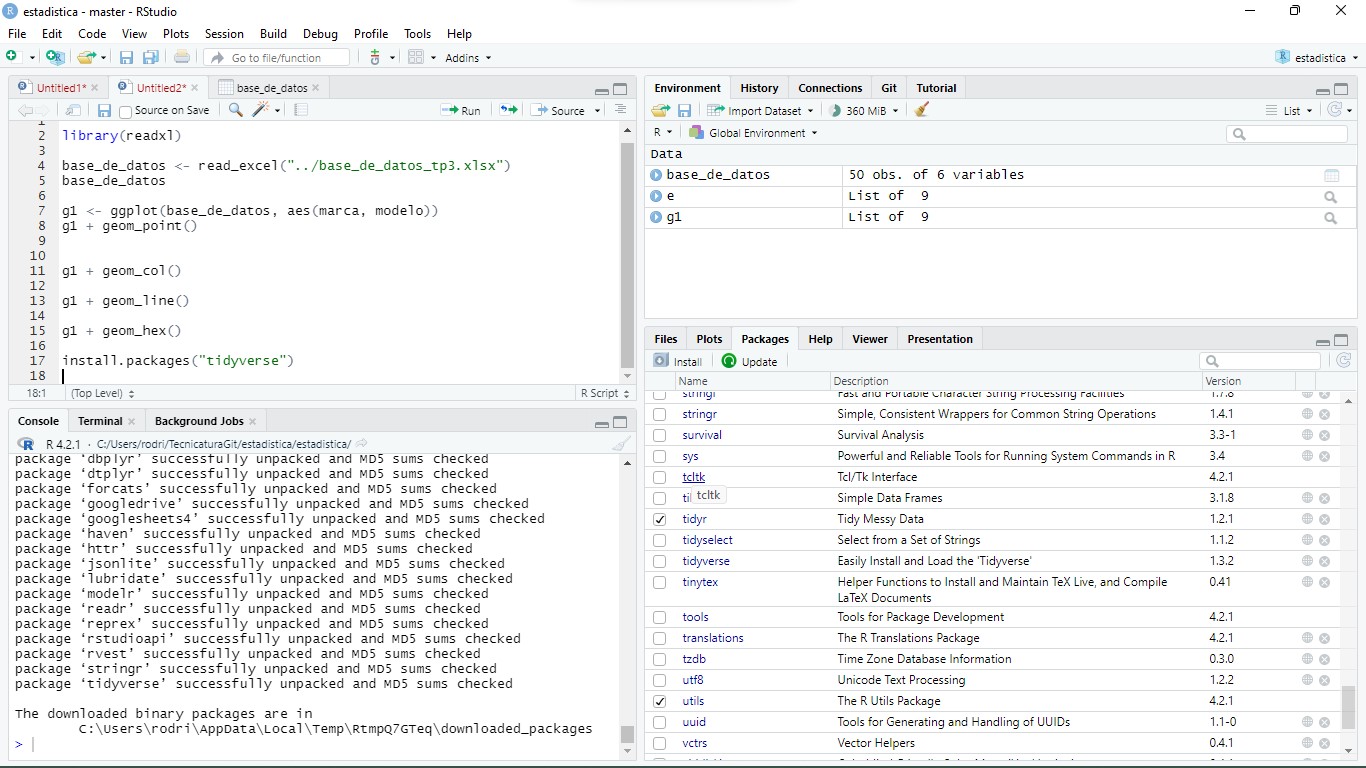 estadistica - master - RStudio
File Edit Code View Plots Session Build Debug Profile Tools Help
Go to file/function Addins estadistica
Untitled1* Untitled2* base_de_datos
Source on Save Run Source
2 library(readxl)
3
4 base_de_datos <- read_excel("../base_de_datos_tp3.xlsx")
5 base_de_datos
6
7 g1 <- ggplot(base_de_datos, aes(marca, modelo))
8 g1 + geom_point()
9
10
11 g1 + geom_col()
12
13 g1 + geom_line()
14
15 g1 + geom_hex()
16
17 install.packages("tidyverse")
18
18:1 (Top Level) R Script
Console Terminal Background Jobs
R 4.2.1 · C:/Users/rodri/TecnicaturaGit/estadistica/estadistica/
package ‘dbplyr’ successfully unpacked and MD5 sums checked
package ‘dtplyr’ successfully unpacked and MD5 sums checked
package ‘forcats’ successfully unpacked and MD5 sums checked
package ‘googledrive’ successfully unpacked and MD5 sums checked
package ‘googlesheets4’ successfully unpacked and MD5 sums checked
package ‘haven’ successfully unpacked and MD5 sums checked
package ‘httr’ successfully unpacked and MD5 sums checked
package ‘jsonlite’ successfully unpacked and MD5 sums checked
package ‘lubridate’ successfully unpacked and MD5 sums checked
package ‘modelr’ successfully unpacked and MD5 sums checked
package ‘readr’ successfully unpacked and MD5 sums checked
package ‘reprex’ successfully unpacked and MD5 sums checked
package ‘rstudioapi’ successfully unpacked and MD5 sums checked
package ‘rvest’ successfully unpacked and MD5 sums checked
package ‘stringr’ successfully unpacked and MD5 sums checked
package ‘tidyverse’ successfully unpacked and MD5 sums checked
The downloaded binary packages are in
C:\Users\rodri\AppData\Local\Temp\RtmpQ7GTeq\downloaded_packages
>
Environment History Connections Git Tutorial
Import Dataset 360 MiB List
R Global Environment
Data
base_de_datos 50 obs. of 6 variables
e List of 9
g1 List of 9
Files Plots Packages Help Viewer Presentation
Install Update
Name Description Version
stringi Fast and Portable Character String Processing Facilities 1.7.8
stringr Simple, Consistent Wrappers for Common String Operations 1.4.1
survival Survival Analysis 3.3-1
sys Powerful and Reliable Tools for Running System Commands in R 3.4
tcltk Tcl/Tk Interface 4.2.1
ti tcltk Simple Data Frames 3.1.8
tidyr Tidy Messy Data 1.2.1
tidyselect Select from a Set of Strings 1.1.2
tidyverse Easily Install and Load the 'Tidyverse' 1.3.2
tinytex Helper Functions to Install and Maintain TeX Live, and Compile 0.41
LaTeX Documents
tools Tools for Package Development 4.2.1
translations The R Translations Package 4.2.1
tzdb Time Zone Database Information 0.3.0
utf8 Unicode Text Processing 1.2.2
utils The R Utils Package 4.2.1
uuid Tools for Generating and Handling of UUIDs 1.1-0
vctrs Vector Helpers 0.4.1